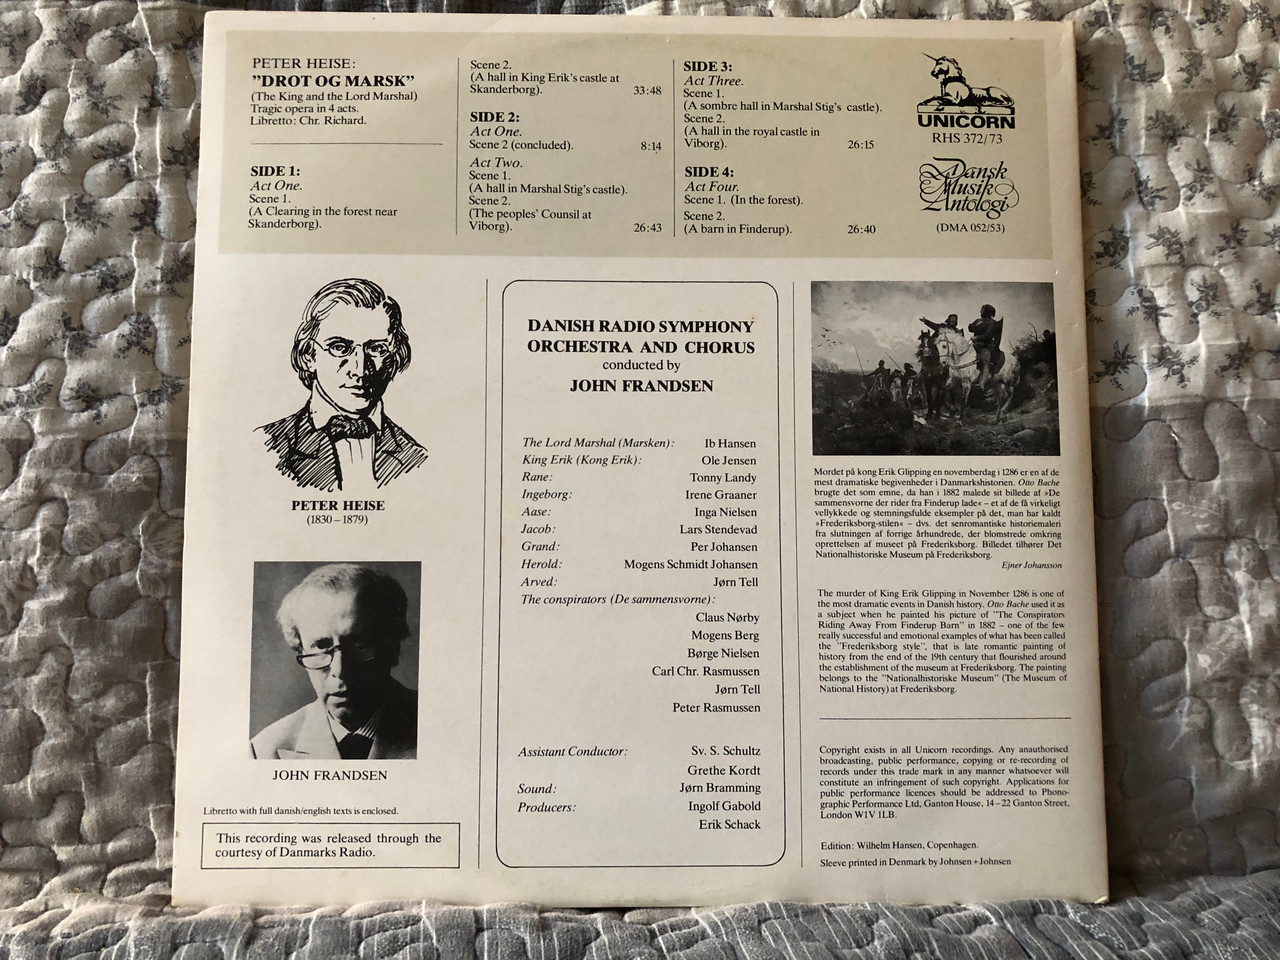 PETER HEISE:
"DROT OG MARSK"
(The King and the Lord Marshal)
Tragic opera in 4 acts.
Libretto: Chr. Richard.
SIDE 1:
Act One.
Scene 1.
(A Clearing in the forest near
Skanderborg).
Scene 2.
(A hall in King Erik's castle at
Skanderborg). 33:48
SIDE 2:
Act One.
Scene 2 (concluded). 8:14
Act Two.
Scene 1.
(A hall in Marshal Stig's castle).
Scene 2.
(The peoples' Counsil at
Viborg). 26:43
SIDE 3:
Act Three.
Scene 1.
(A sombre hall in Marshal Stig's castle).
Scene 2.
(A hall in the royal castle in
Viborg). 26:15
SIDE 4:
Act Four.
Scene 1. (In the forest).
Scene 2.
(A barn in Finderup). 26:40
UNICORN
RHS 372/73
Dansk
Musik
Antologi
(DMA 052/53)
PETER HEISE
(1830–1879)
JOHN FRANDSEN
Libretto with full danish/english texts is enclosed.
This recording was released through the
courtesy of Danmarks Radio.
DANISH RADIO SYMPHONY
ORCHESTRA AND CHORUS
conducted by
JOHN FRANDSEN
The Lord Marshal (Marsken): Ib Hansen
King Erik (Kong Erik): Ole Jensen
Rane: Tonny Landy
Ingeborg: Irene Graaner
Aase: Inga Nielsen
Jacob: Lars Stendevad
Grand: Per Johansen
Herold: Mogens Schmidt Johansen
Arved: Jørn Tell
The conspirators (De sammensvorne):
Claus Nørby
Mogens Berg
Børge Nielsen
Carl Chr. Rasmussen
Jørn Tell
Peter Rasmussen
Assistant Conductor: Sv. S. Schultz
Grethe Kordt
Sound: Jørn Bramming
Producers: Ingolf Gabold
Erik Schack
Mordet på kong Erik Glipping en novemberdag i 1286 er en af de
mest dramatiske begivenheder i Danmarkshistorien. Otto Bache
brugte det som emne, da han i 1882 malede sit billede af »De
sammensvorne der rider fra Finderup lade« – et af de få virkeligt
vellykkede og stemningsfulde eksempler på det, man har kaldt
»Frederiksborg-stilen« – dvs. det senromantiske historiemaleri
fra slutningen af forrige århundrede, der blomstrede omkring
oprettelsen af museet på Frederiksborg. Billedet tilhører Det
Nationalhistoriske Museum på Frederiksborg.
Ejner Johansson
The murder of King Erik Glipping in November 1286 is one of
the most dramatic events in Danish history. Otto Bache used it as
a subject when he painted his picture of "The Conspirators
Riding Away From Finderup Barn" in 1882 – one of the few
really successful and emotional examples of what has been called
the "Frederiksborg style", that is late romantic painting of
history from the end of the 19th century that flourished around
the establishment of the museum at Frederiksborg. The painting
belongs to the "Nationalhistoriske Museum" (The Museum of
National History) at Frederiksborg.
Copyright exists in all Unicorn recordings. Any unauthorised
broadcasting, public performance, copying or re-recording of
records under this trade mark in any manner whatsoever will
constitute an infringement of such copyright. Applications for
public performance licences should be addressed to Phono-
graphic Performance Ltd, Ganton House, 14–22 Ganton Street,
London W1V 1LB.
Edition: Wilhelm Hansen, Copenhagen.
Sleeve printed in Denmark by Johnsen+Johnsen